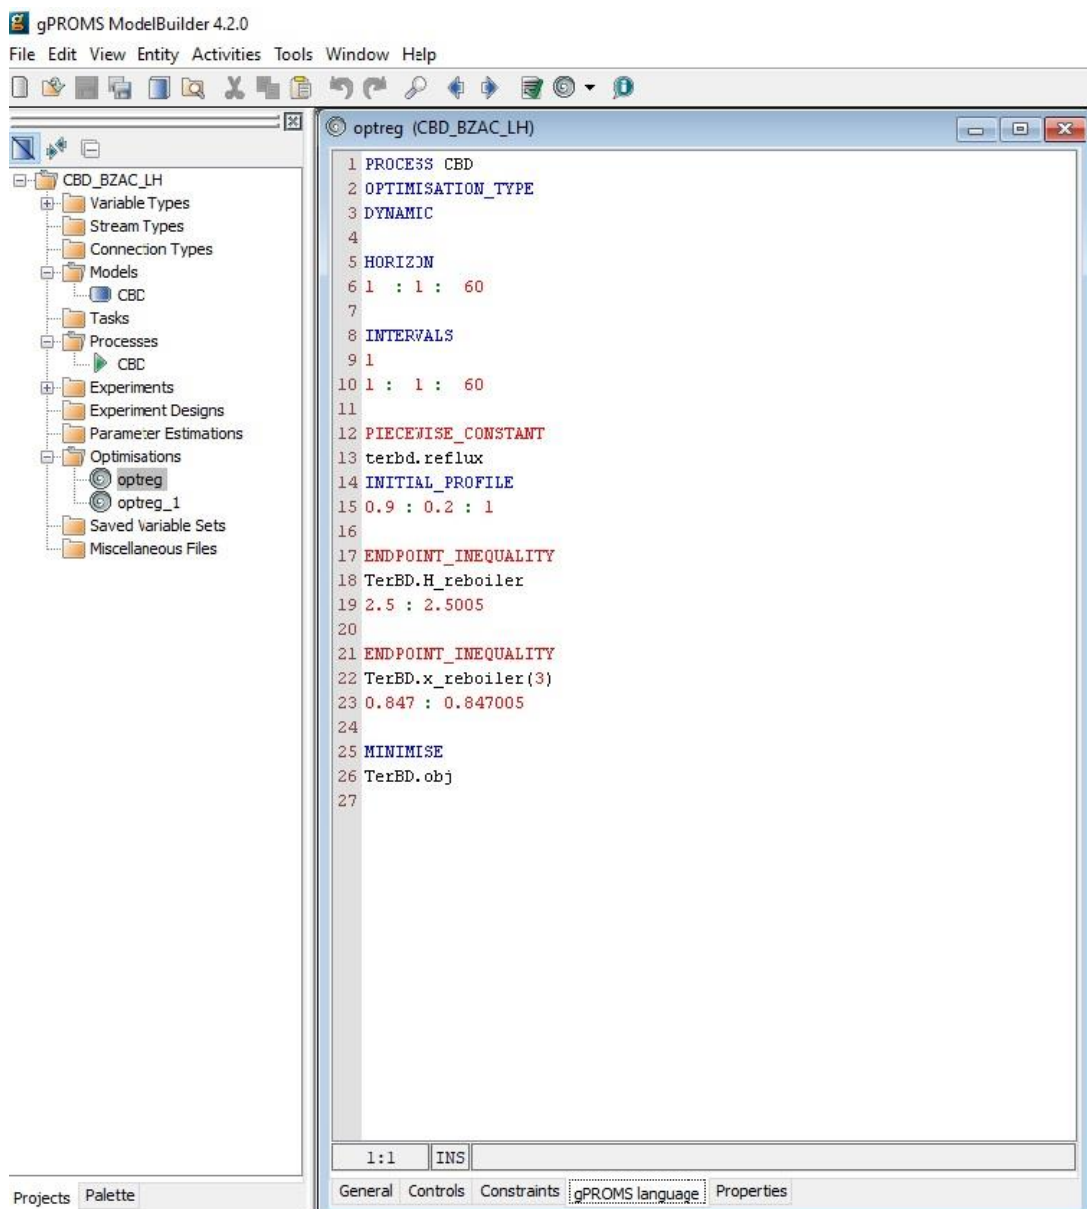 gPROMS ModelBuilder 4.2.0
File Edit View Entity Activities Tools Window Help
CBD_BZAC_LH
Variable Types
Stream Types
Connection Types
Models
CBD
Tasks
Processes
CBD
Experiments
Experiment Designs
Parameter Estimations
Optimisations
optreg
optreg_1
Saved Variable Sets
Miscellaneous Files
Projects Palette
optreg (CBD_BZAC_LH)
1 PROCESS CBD
2 OPTIMISATION_TYPE
3 DYNAMIC
4
5 HORIZON
6 1 : 1 : 60
7
8 INTERVALS
9 1
10 1 : 1 : 60
11
12 PIECEWISE_CONSTANT
13 terbd.reflux
14 INITIAL_PROFILE
15 0.9 : 0.2 : 1
16
17 ENDPOINT_INEQUALITY
18 TerBD.H_reboiler
19 2.5 : 2.5005
20
21 ENDPOINT_INEQUALITY
22 TerBD.x_reboiler(3)
23 0.847 : 0.847005
24
25 MINIMISE
26 TerBD.obj
27
1:1 INS
General Controls Constraints gPROMS language Properties